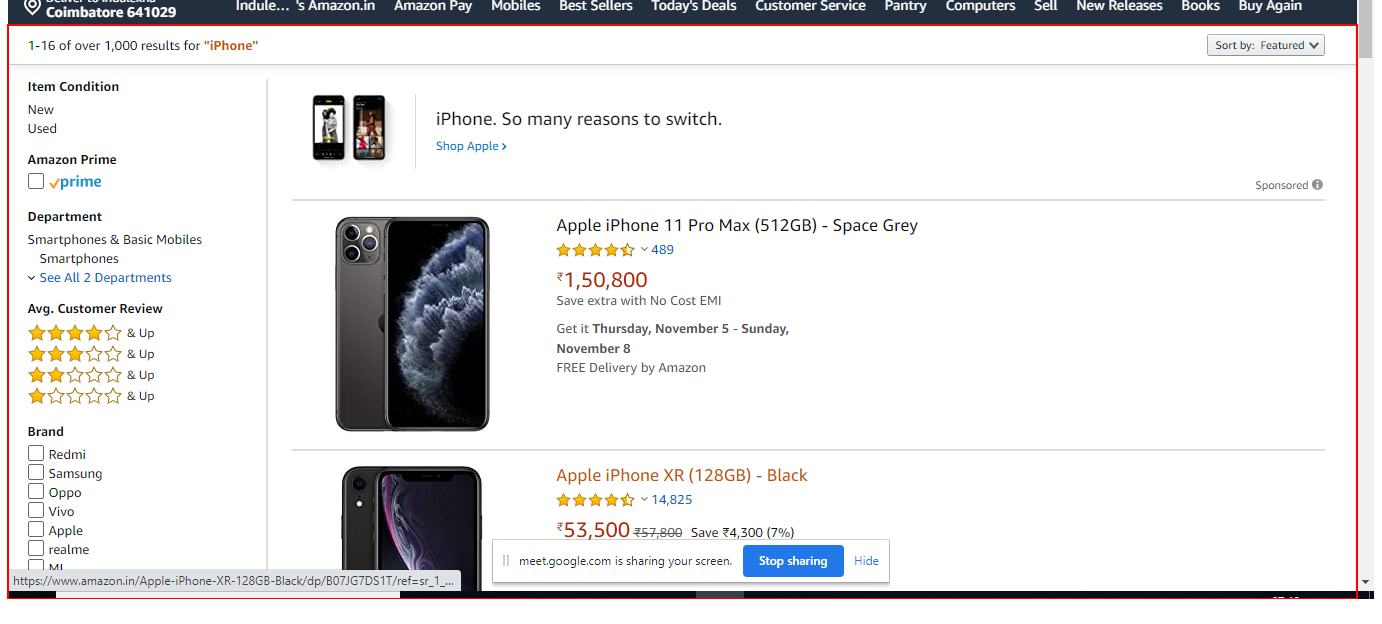 Coimbatore 641029
Indule... 's Amazon.in Amazon Pay Mobiles Best Sellers Today's Deals Customer Service Pantry Computers Sell New Releases Books Buy Again
1-16 of over 1,000 results for "iPhone"
Sort by: Featured
Item Condition
New
Used
Amazon Prime
prime
Department
Smartphones & Basic Mobiles
Smartphones
See All 2 Departments
Avg. Customer Review
& Up
& Up
& Up
& Up
Brand
Redmi
Samsung
Oppo
Vivo
Apple
realme
MI
iPhone. So many reasons to switch.
Shop Apple
Sponsored
Apple iPhone 11 Pro Max (512GB) - Space Grey
489
₹1,50,800
Save extra with No Cost EMI
Get it Thursday, November 5 - Sunday,
November 8
FREE Delivery by Amazon
Apple iPhone XR (128GB) - Black
14,825
₹53,500 ₹57,800 Save ₹4,300 (7%)
meet.google.com is sharing your screen. Stop sharing Hide
https://www.amazon.in/Apple-iPhone-XR-128GB-Black/dp/B07JG7DS1T/ref=sr_1_...